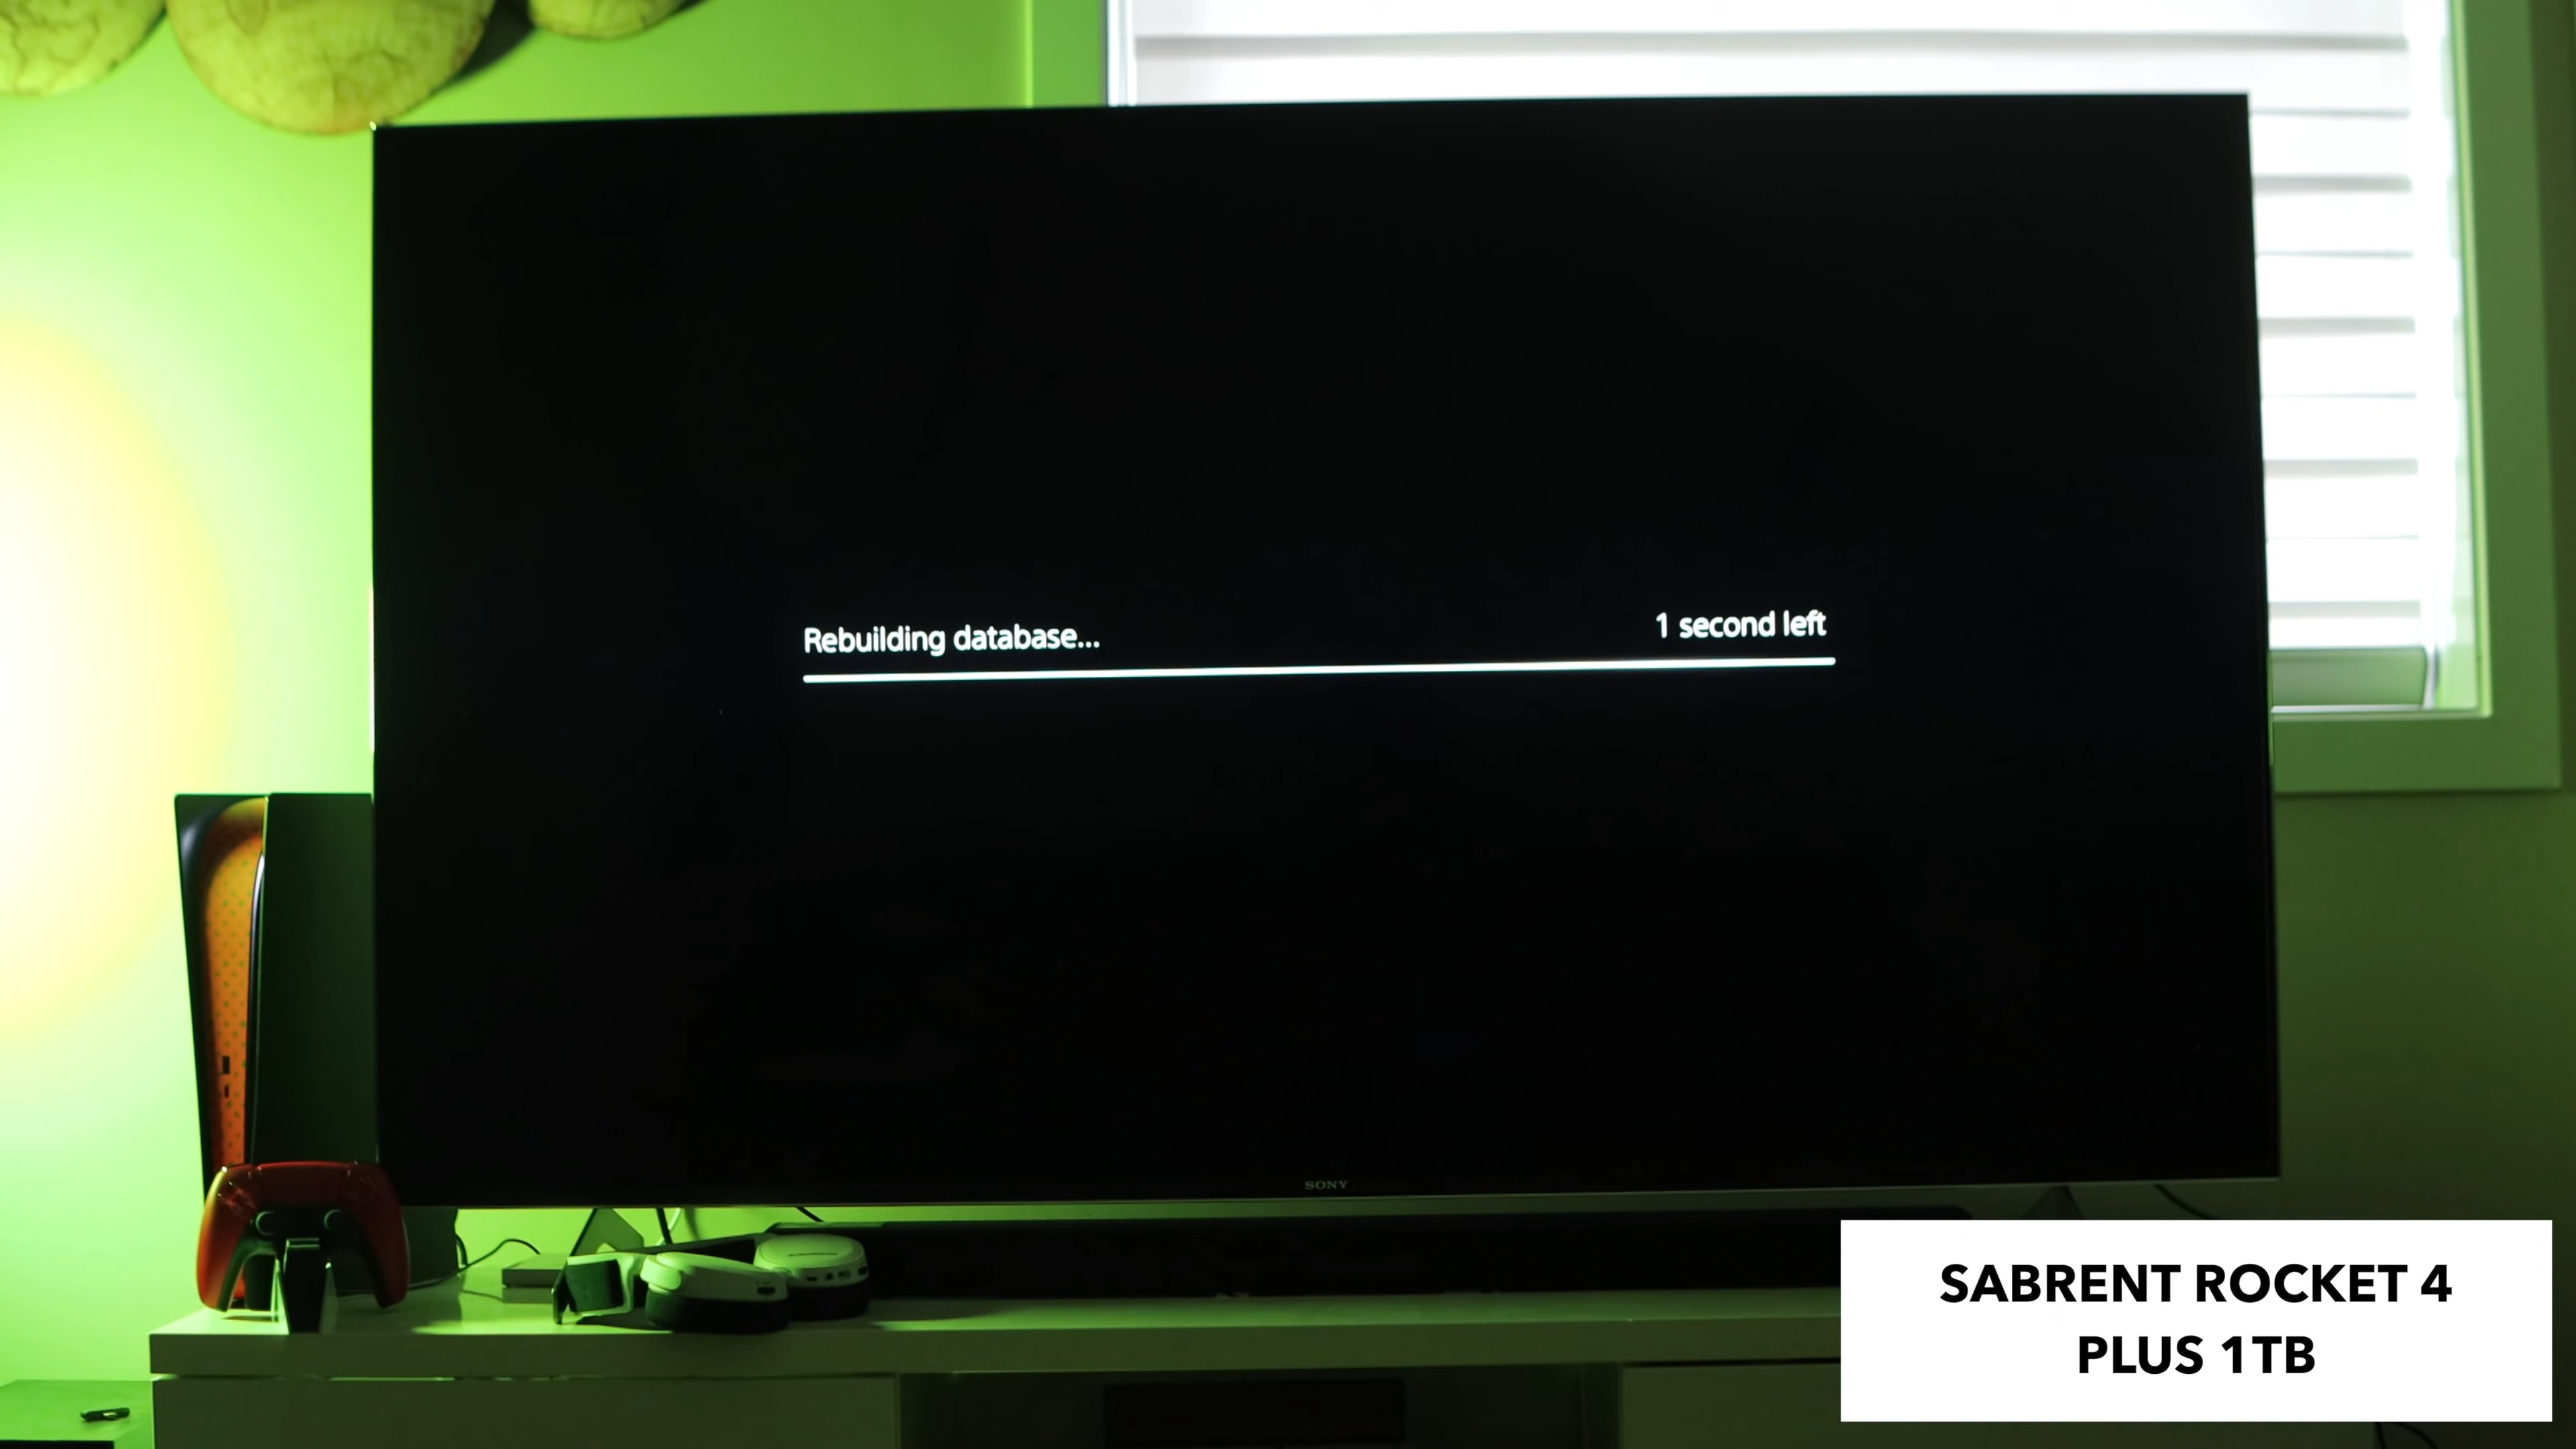 Rebuilding database...
1 second left
SONY
SABRENT ROCKET 4
PLUS 1TB